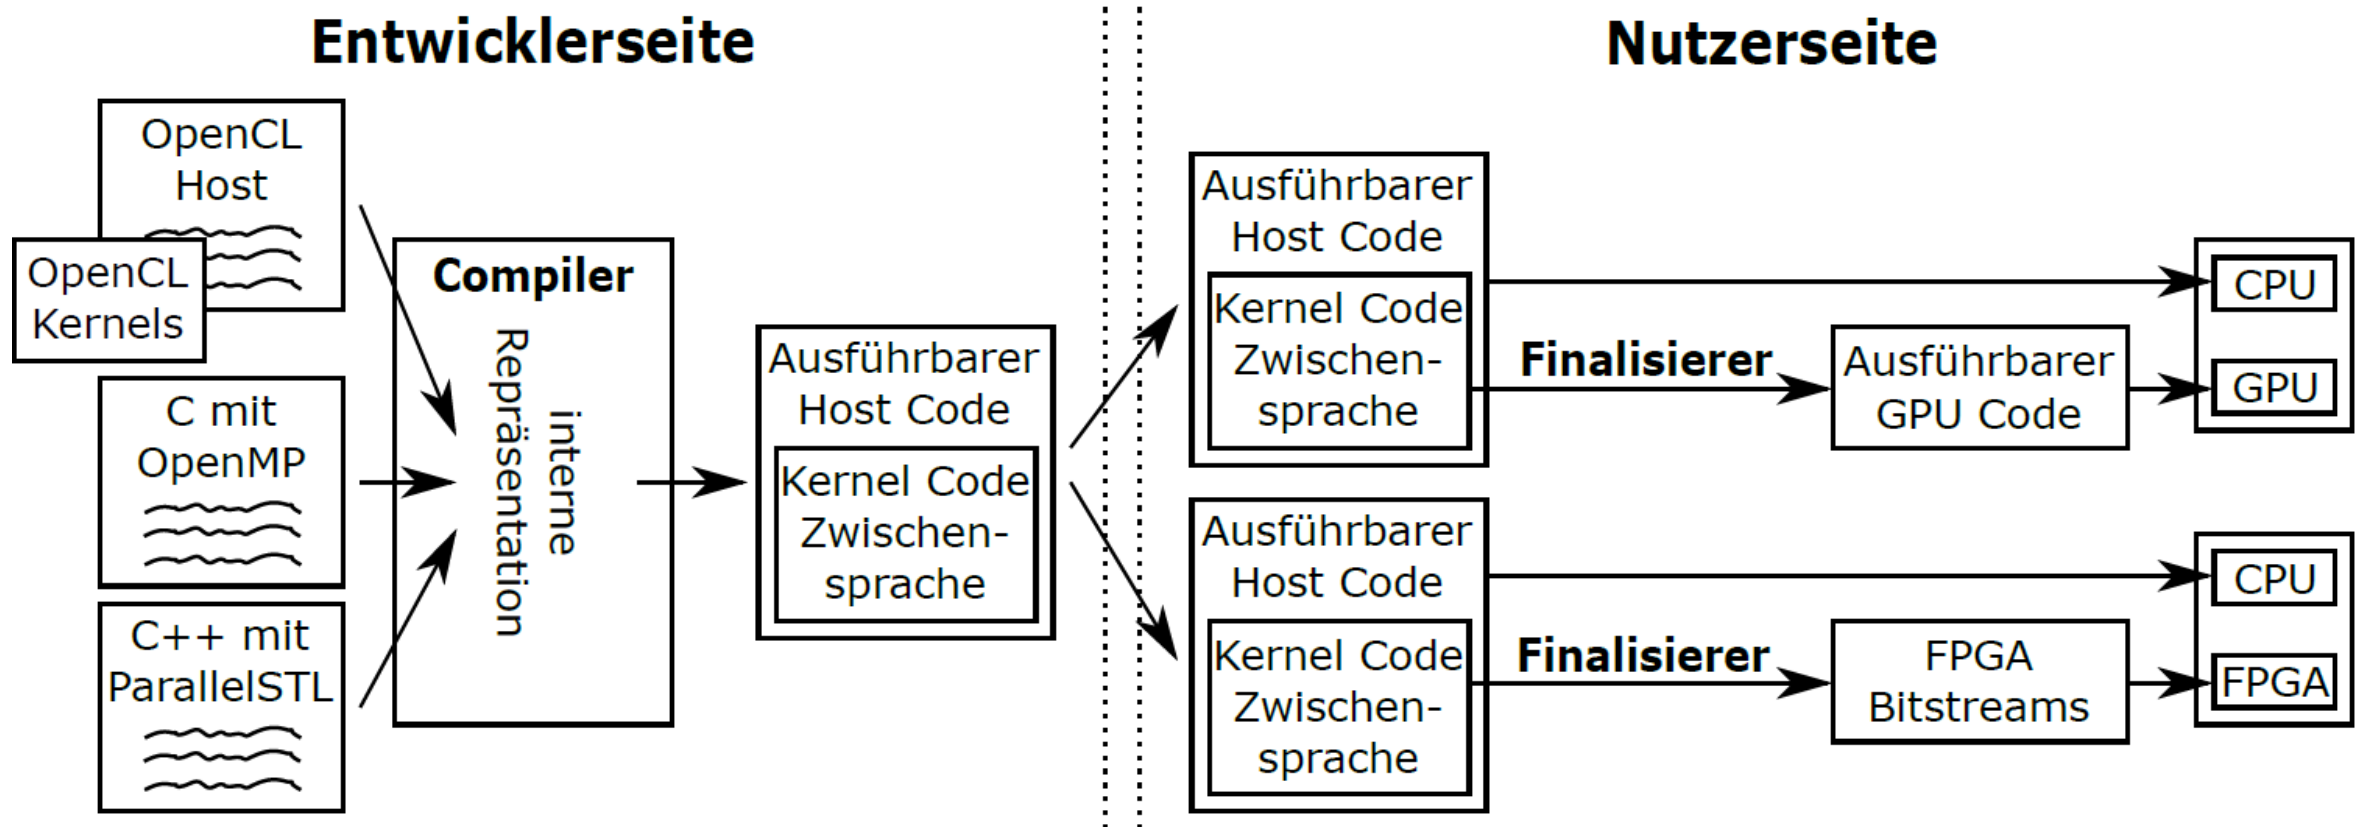 Entwicklerseite
OpenCL
Host
OpenCL
Kernels
C mit
OpenMP
C++ mit
ParallelSTL
Compiler
interne
Repräsentation
Ausführbarer
Host Code
Kernel Code
Zwischen-
sprache
Nutzerseite
Ausführbarer
Host Code
Kernel Code
Zwischen-
sprache
Finalisierer
Ausführbarer
GPU Code
CPU
GPU
Ausführbarer
Host Code
Kernel Code
Zwischen-
sprache
Finalisierer
FPGA
Bitstreams
CPU
FPGA